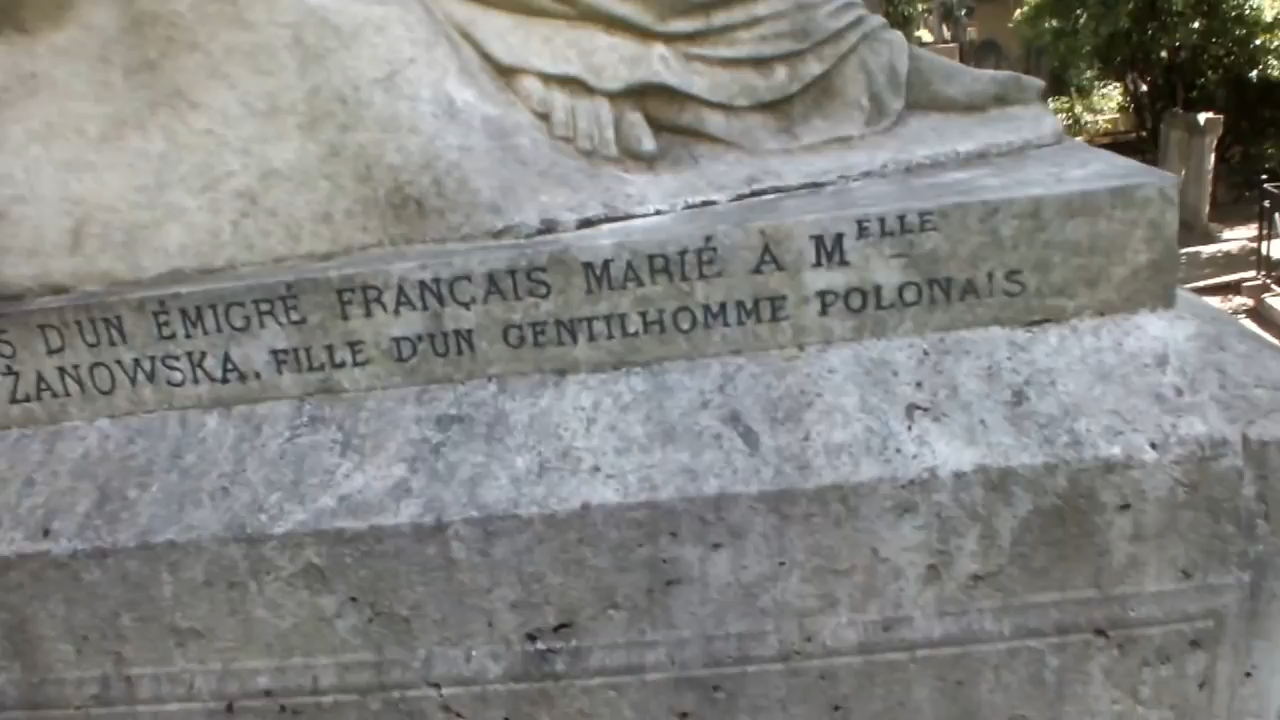 S D'UN ÉMIGRÉ FRANÇAIS MARIÉ À MELLE
ŻANOWSKA. FILLE D'UN GENTILHOMME POLONAIS